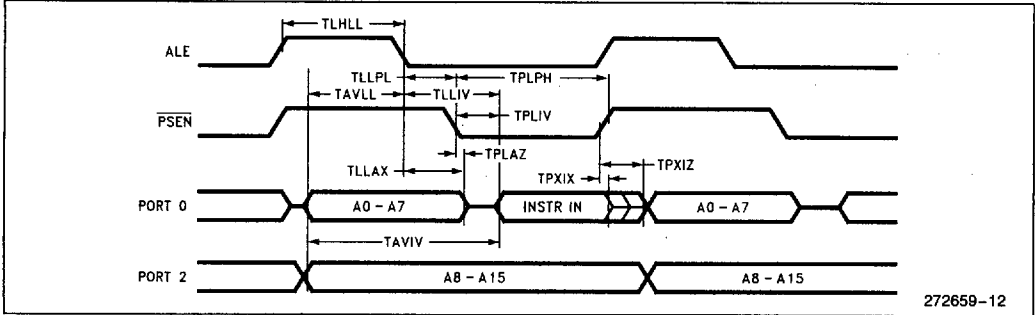 TLHLL
ALE
TLLPL
TPLPH
TAVLL
TLLIV
PSEN
TPLIV
TPLAZ
TLLAX
TPXIZ
TPXIX
PORT 0
A0 – A7
INSTR IN
A0 – A7
TAVIV
PORT 2
A8 – A15
A8 – A15
272659–12